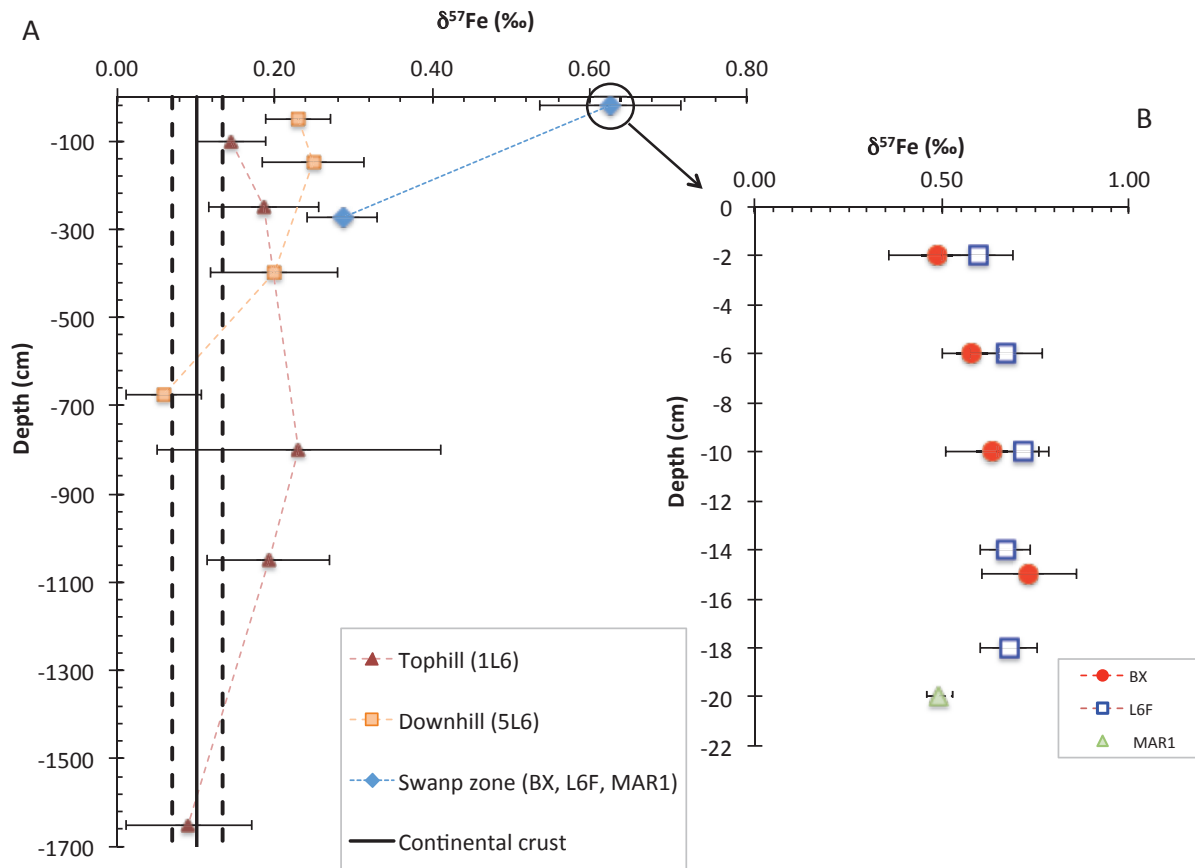 A
δ⁵⁷Fe (‰)
0.00 0.20 0.40 0.60 0.80
-100
-300
-500
-700
-900
-1100
-1300
-1500
-1700
Depth (cm)
Tophill (1L6)
Downhill (5L6)
Swanp zone (BX, L6F, MAR1)
Continental crust
B
δ⁵⁷Fe (‰)
0.00 0.50 1.00
0
-2
-4
-6
-8
-10
-12
-14
-16
-18
-20
-22
Depth (cm)
BX
L6F
MAR1